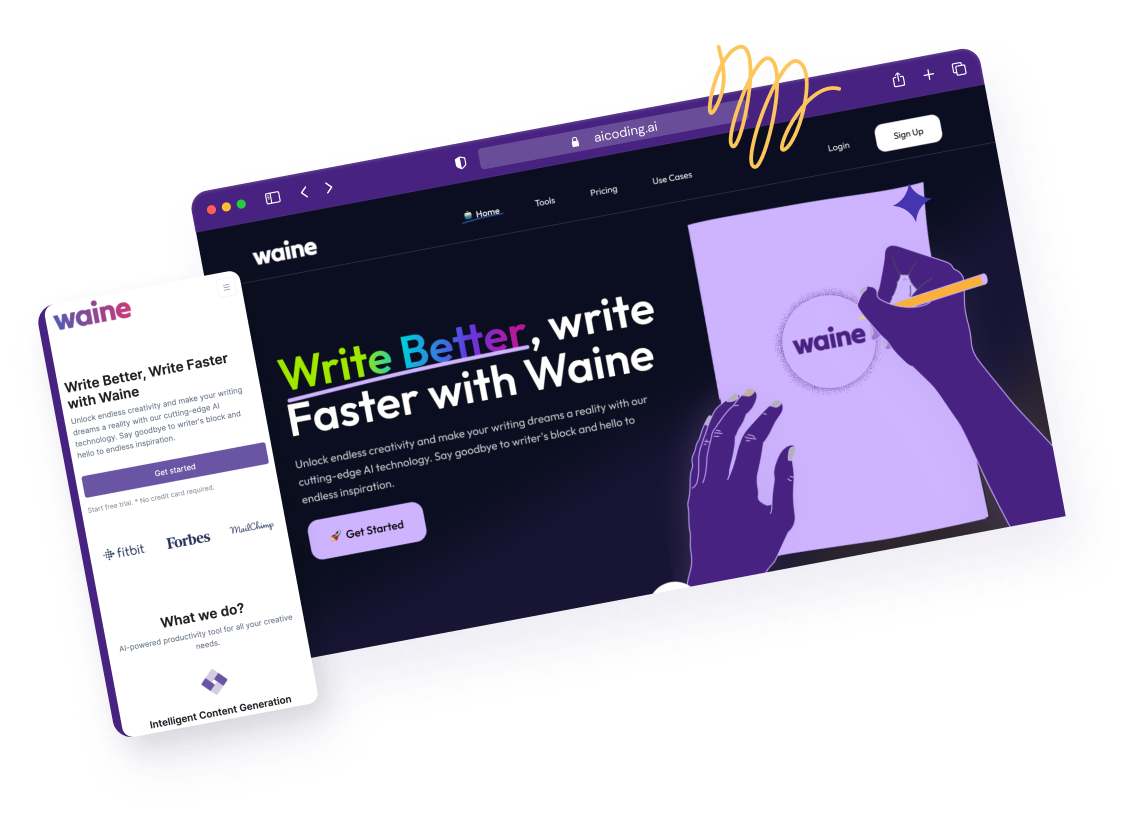 aicoding.ai
Home
Tools
Pricing
Use Cases
Login
Sign Up
waine
Write Better, write
Faster with Waine
Unlock endless creativity and make your writing dreams a reality with our
cutting-edge AI technology. Say goodbye to writer's block and hello to
endless inspiration.
Get Started
waine
waine
Write Better, Write Faster
with Waine
Unlock endless creativity and make your writing
dreams a reality with our cutting-edge AI
technology. Say goodbye to writer's block and
hello to endless inspiration.
Get started
Start free trial. * No credit card required.
fitbit
Forbes
MailChimp
What we do?
AI-powered productivity tool for all your creative
needs.
Intelligent Content Generation